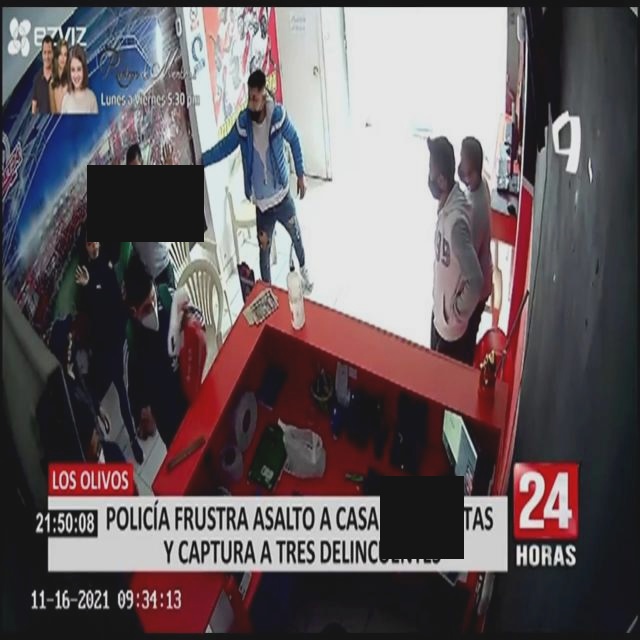 EZVIZ
Lunes a viernes 5:30 pm
LOS OLIVOS
21:50:08
POLICÍA FRUSTRA ASALTO A CASA TAS
Y CAPTURA A TRES
24
HORAS
11-16-2021 09:34:13